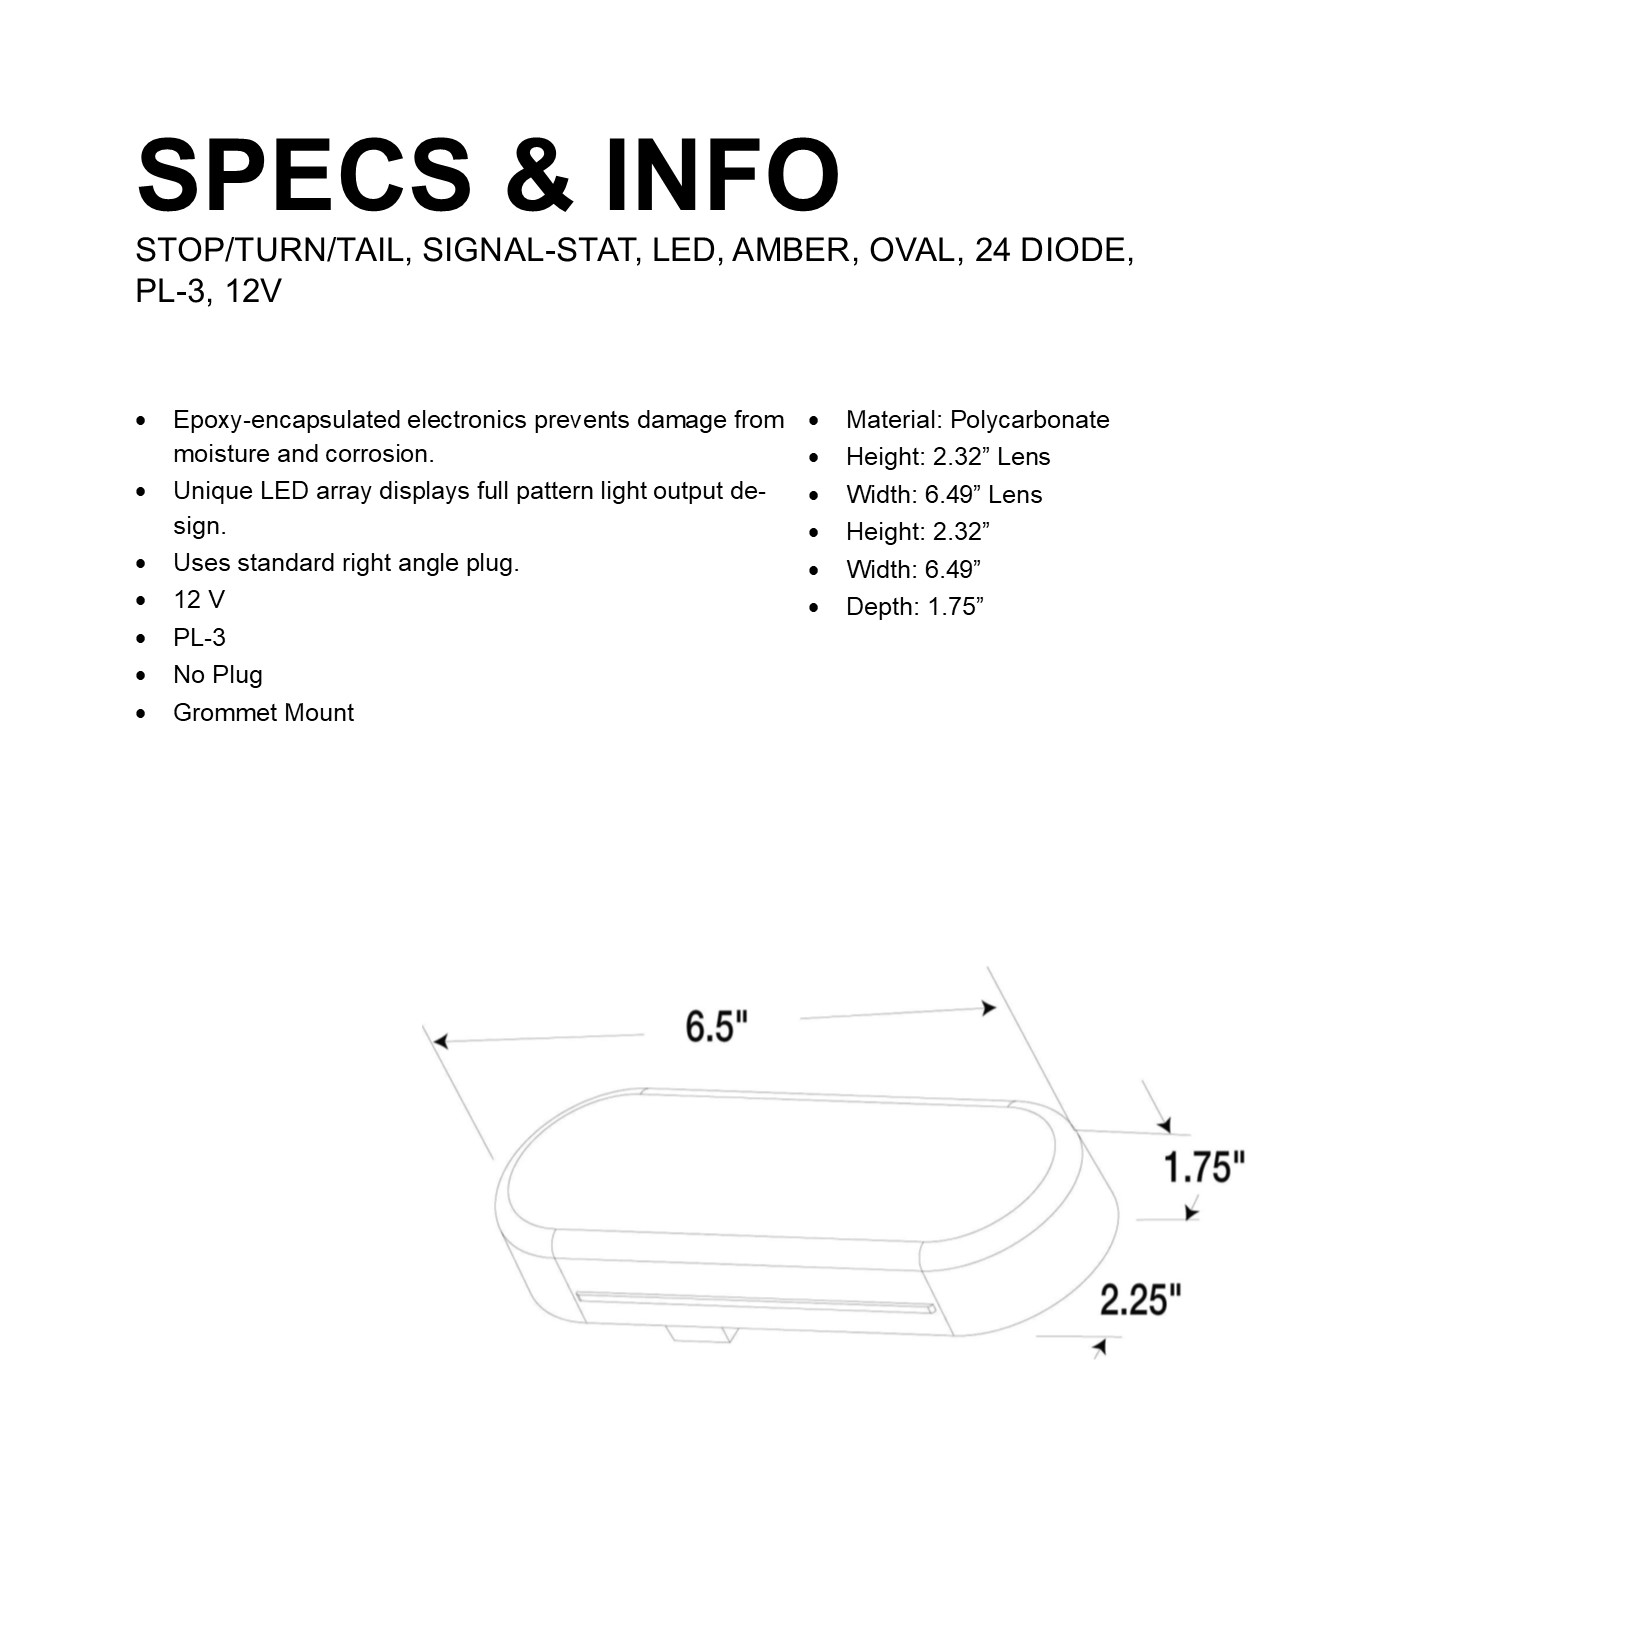 SPECS & INFO
STOP/TURN/TAIL, SIGNAL-STAT, LED, AMBER, OVAL, 24 DIODE,
PL-3, 12V
• Epoxy-encapsulated electronics prevents damage from
moisture and corrosion.
• Unique LED array displays full pattern light output de-
sign.
• Uses standard right angle plug.
• 12 V
• PL-3
• No Plug
• Grommet Mount
• Material: Polycarbonate
• Height: 2.32” Lens
• Width: 6.49” Lens
• Height: 2.32”
• Width: 6.49”
• Depth: 1.75”
6.5"
1.75"
2.25"